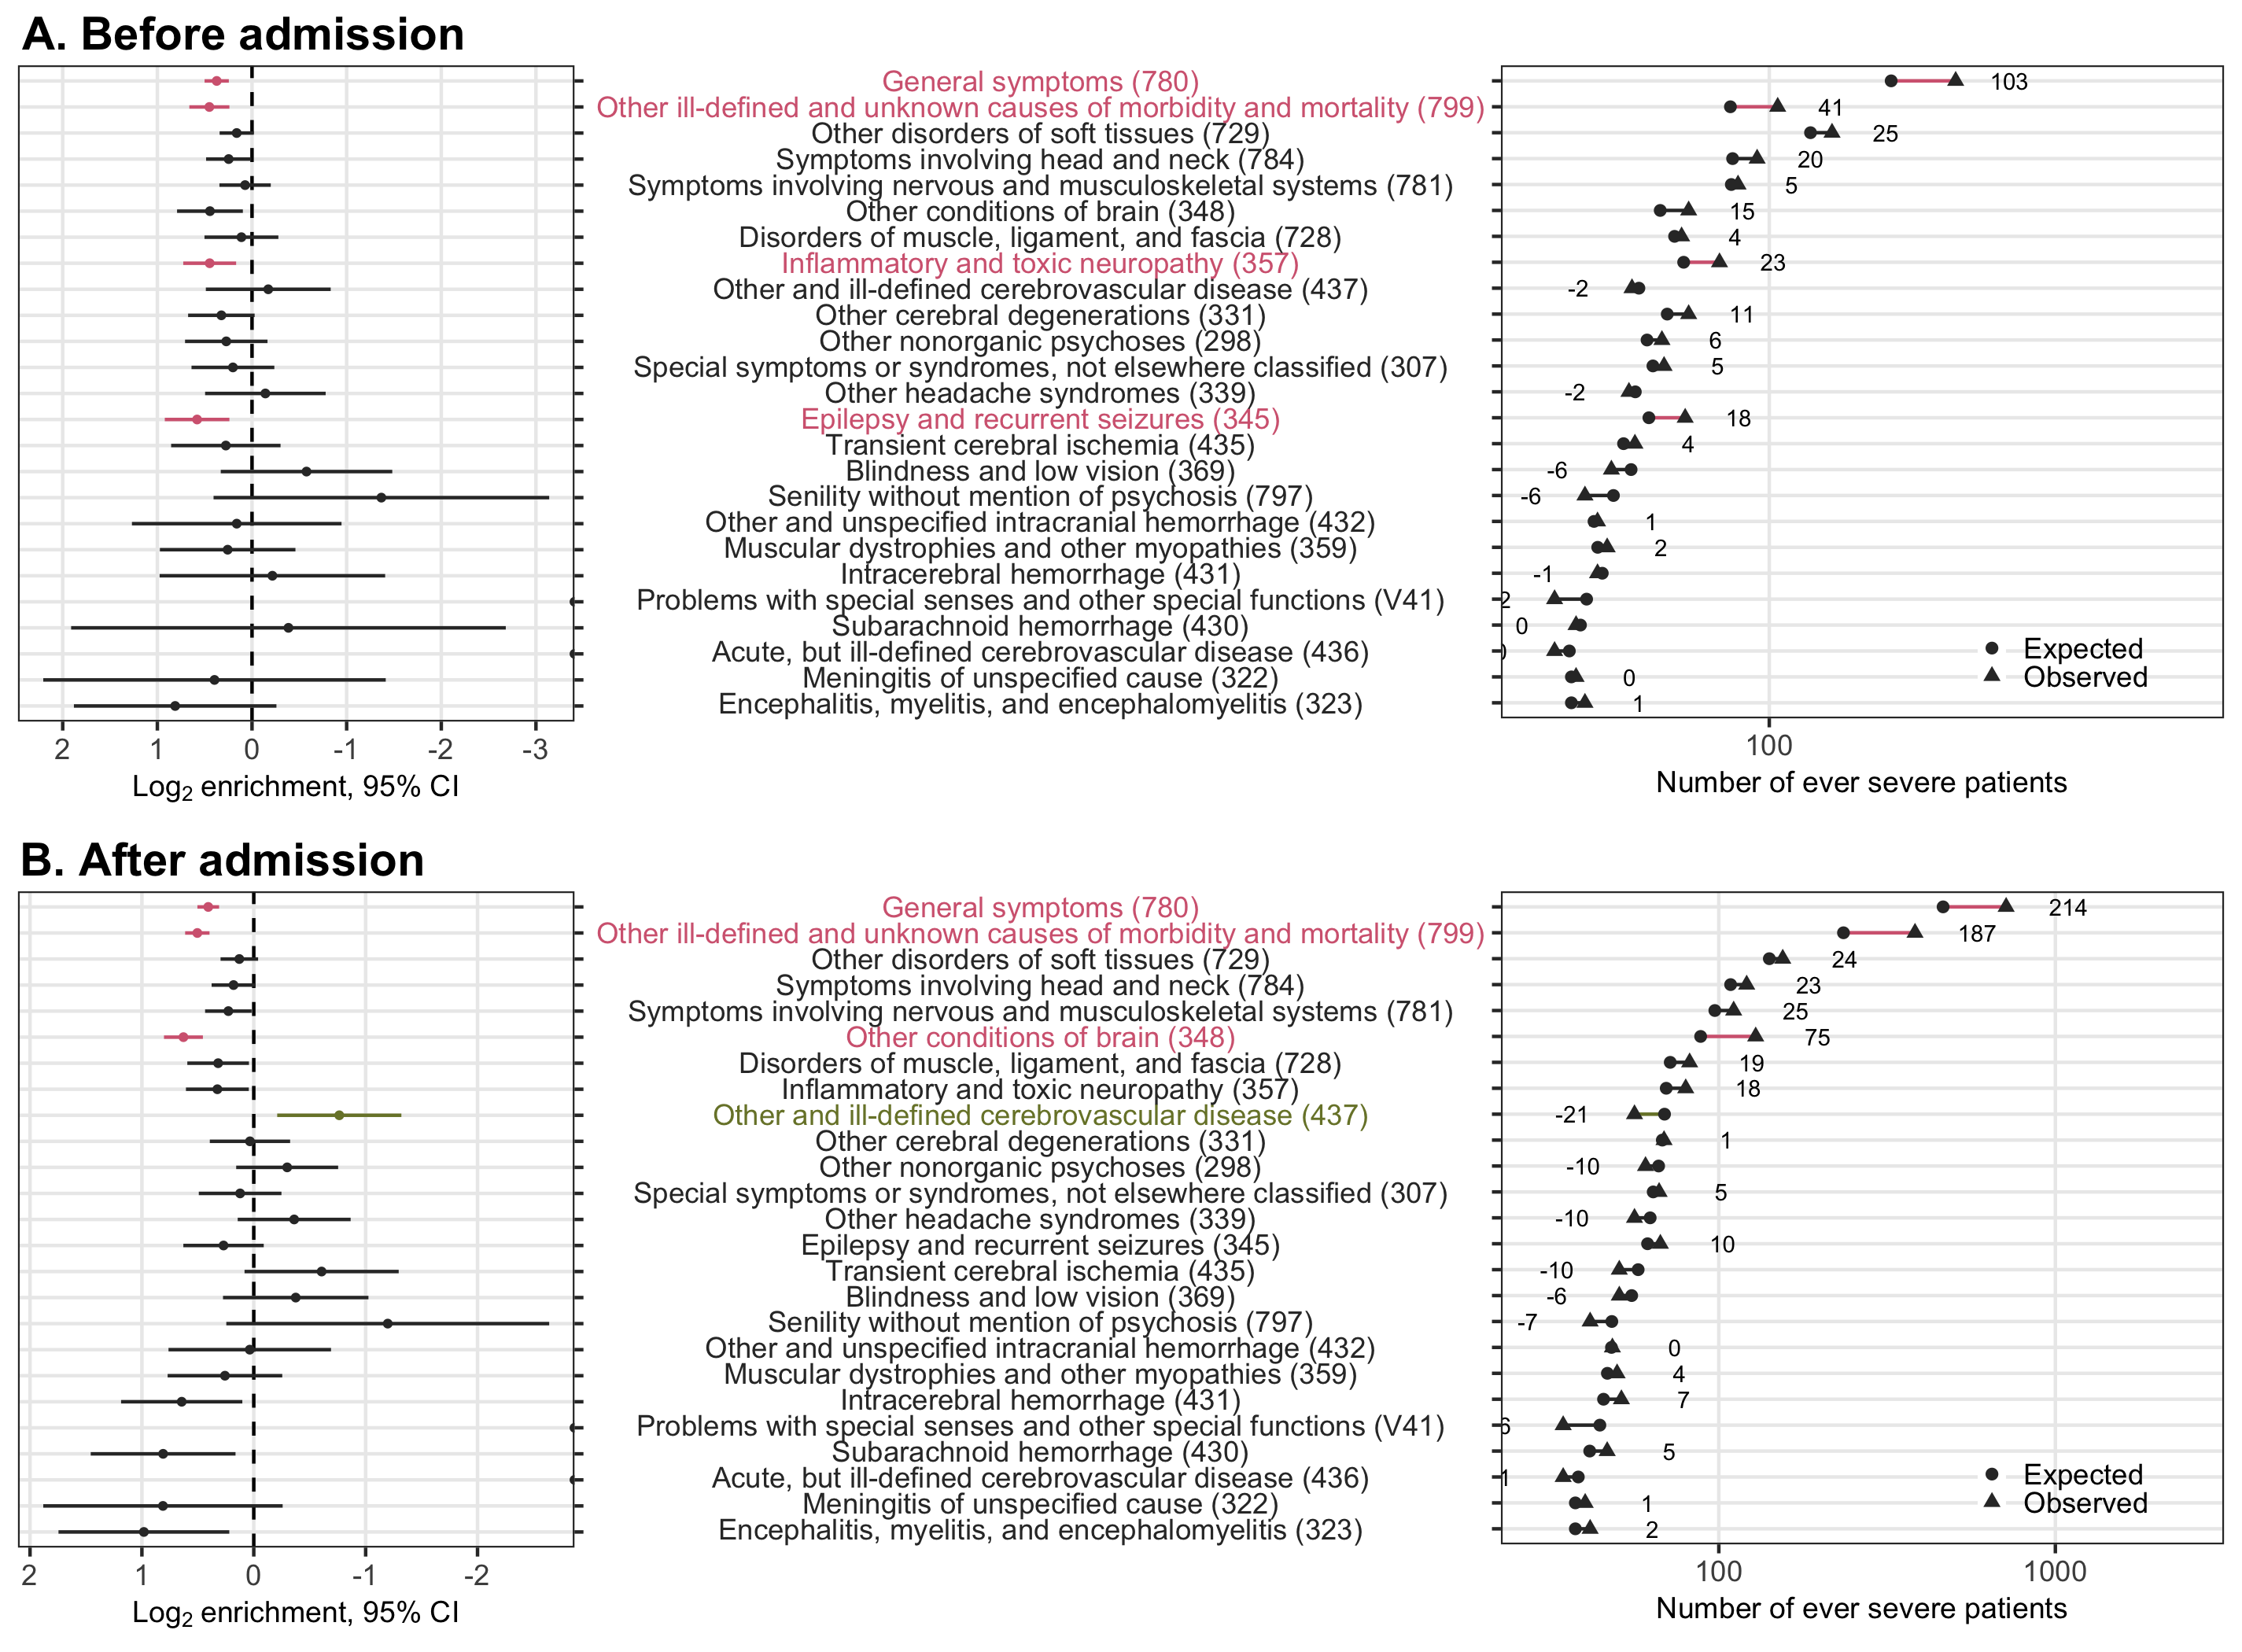 A. Before admission
General symptoms (780)
103
Other ill-defined and unknown causes of morbidity and mortality (799)
41
Other disorders of soft tissues (729)
25
Symptoms involving head and neck (784)
20
Symptoms involving nervous and musculoskeletal systems (781)
5
Other conditions of brain (348)
15
Disorders of muscle, ligament, and fascia (728)
4
Inflammatory and toxic neuropathy (357)
23
Other and ill-defined cerebrovascular disease (437)
-2
Other cerebral degenerations (331)
11
Other nonorganic psychoses (298)
6
Special symptoms or syndromes, not elsewhere classified (307)
5
Other headache syndromes (339)
-2
Epilepsy and recurrent seizures (345)
18
Transient cerebral ischemia (435)
4
Blindness and low vision (369)
-6
Senility without mention of psychosis (797)
-6
Other and unspecified intracranial hemorrhage (432)
1
Muscular dystrophies and other myopathies (359)
2
Intracerebral hemorrhage (431)
-1
Problems with special senses and other special functions (V41)
2
Subarachnoid hemorrhage (430)
0
Acute, but ill-defined cerebrovascular disease (436)
Expected
Meningitis of unspecified cause (322)
0
Observed
Encephalitis, myelitis, and encephalomyelitis (323)
1
2 1 0 -1 -2 -3
100
Log2 enrichment, 95% CI
Number of ever severe patients
B. After admission
General symptoms (780)
214
Other ill-defined and unknown causes of morbidity and mortality (799)
187
Other disorders of soft tissues (729)
24
Symptoms involving head and neck (784)
23
Symptoms involving nervous and musculoskeletal systems (781)
25
Other conditions of brain (348)
75
Disorders of muscle, ligament, and fascia (728)
19
Inflammatory and toxic neuropathy (357)
18
Other and ill-defined cerebrovascular disease (437)
-21
Other cerebral degenerations (331)
1
Other nonorganic psychoses (298)
-10
Special symptoms or syndromes, not elsewhere classified (307)
5
Other headache syndromes (339)
-10
Epilepsy and recurrent seizures (345)
10
Transient cerebral ischemia (435)
-10
Blindness and low vision (369)
-6
Senility without mention of psychosis (797)
-7
Other and unspecified intracranial hemorrhage (432)
0
Muscular dystrophies and other myopathies (359)
4
Intracerebral hemorrhage (431)
7
Problems with special senses and other special functions (V41)
6
Subarachnoid hemorrhage (430)
5
Acute, but ill-defined cerebrovascular disease (436)
1
Expected
Meningitis of unspecified cause (322)
1
Observed
Encephalitis, myelitis, and encephalomyelitis (323)
2
2 1 0 -1 -2
100 1000
Log2 enrichment, 95% CI
Number of ever severe patients